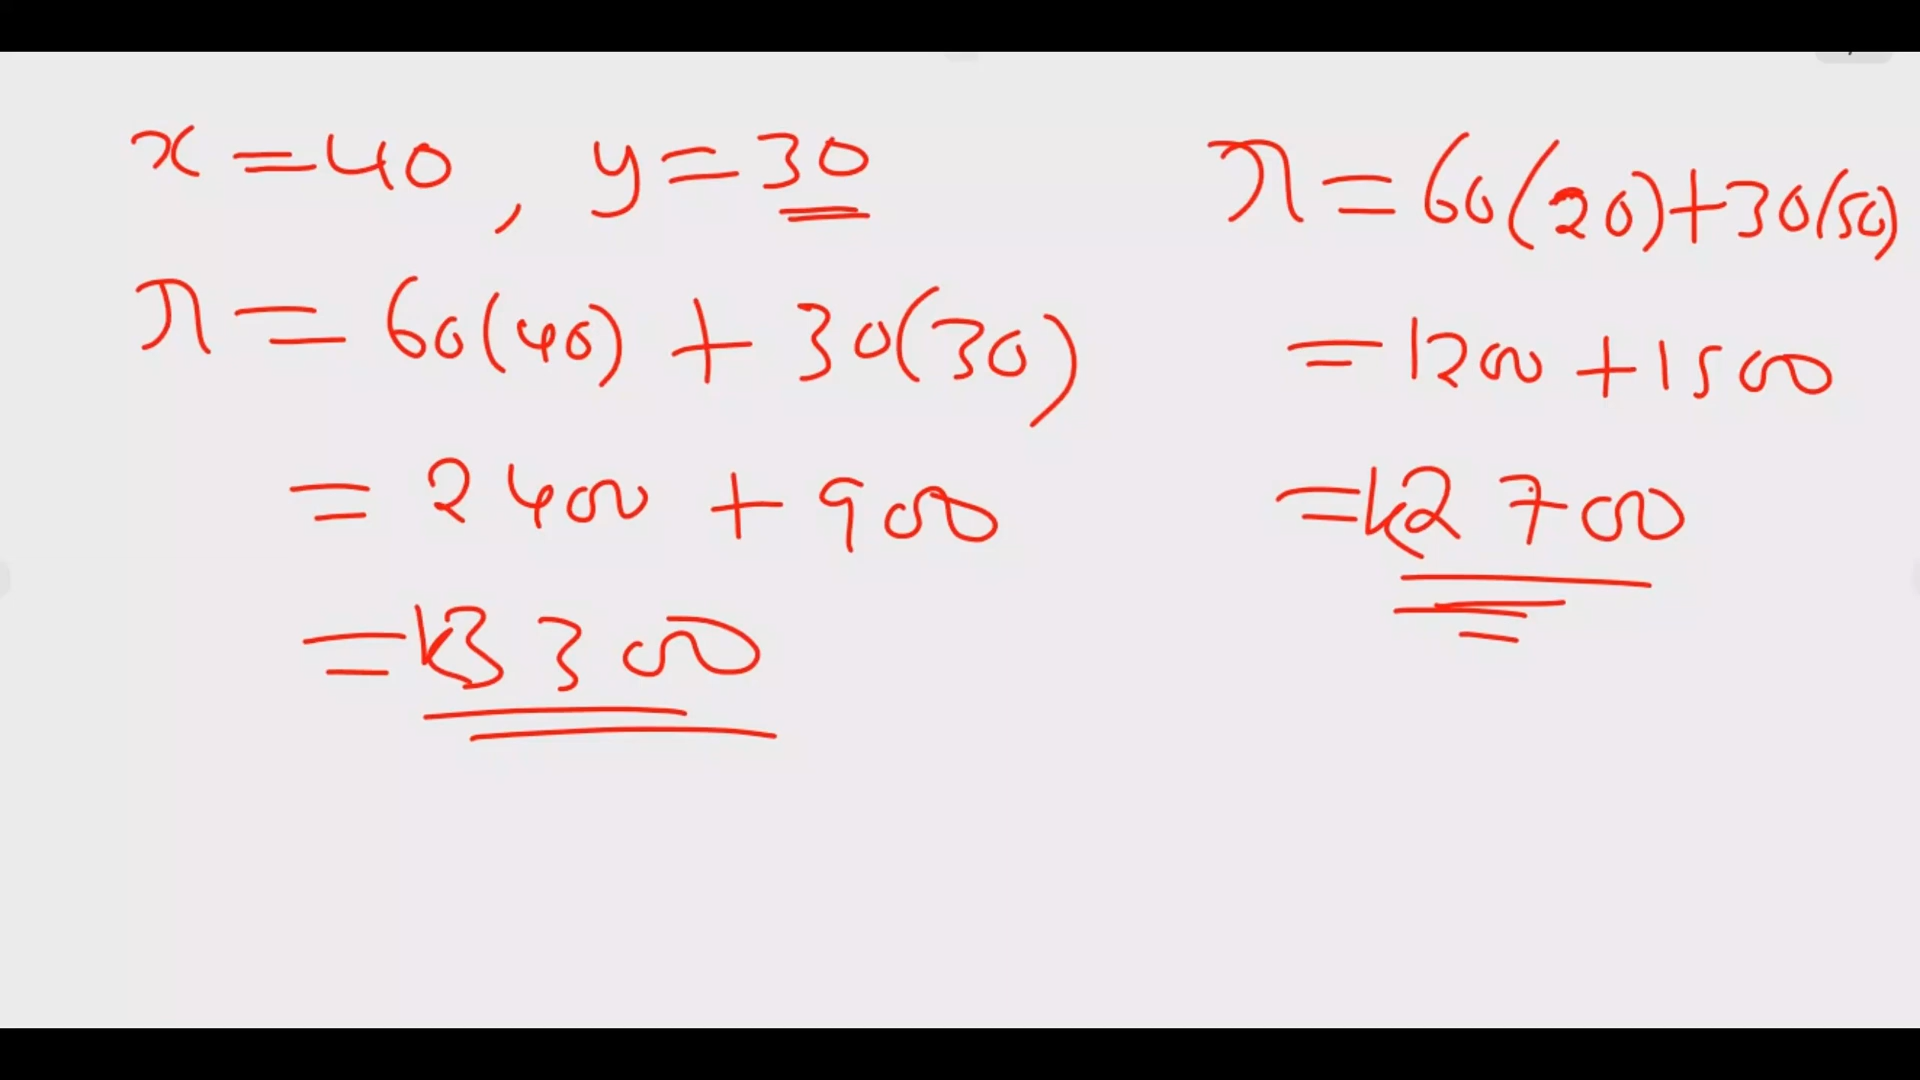 x = 40 , y = 30
π = 60(40) + 30(30)
= 2400 + 900
= K3300
π = 60(20)+30(50)
= 1200 + 1500
= K2700